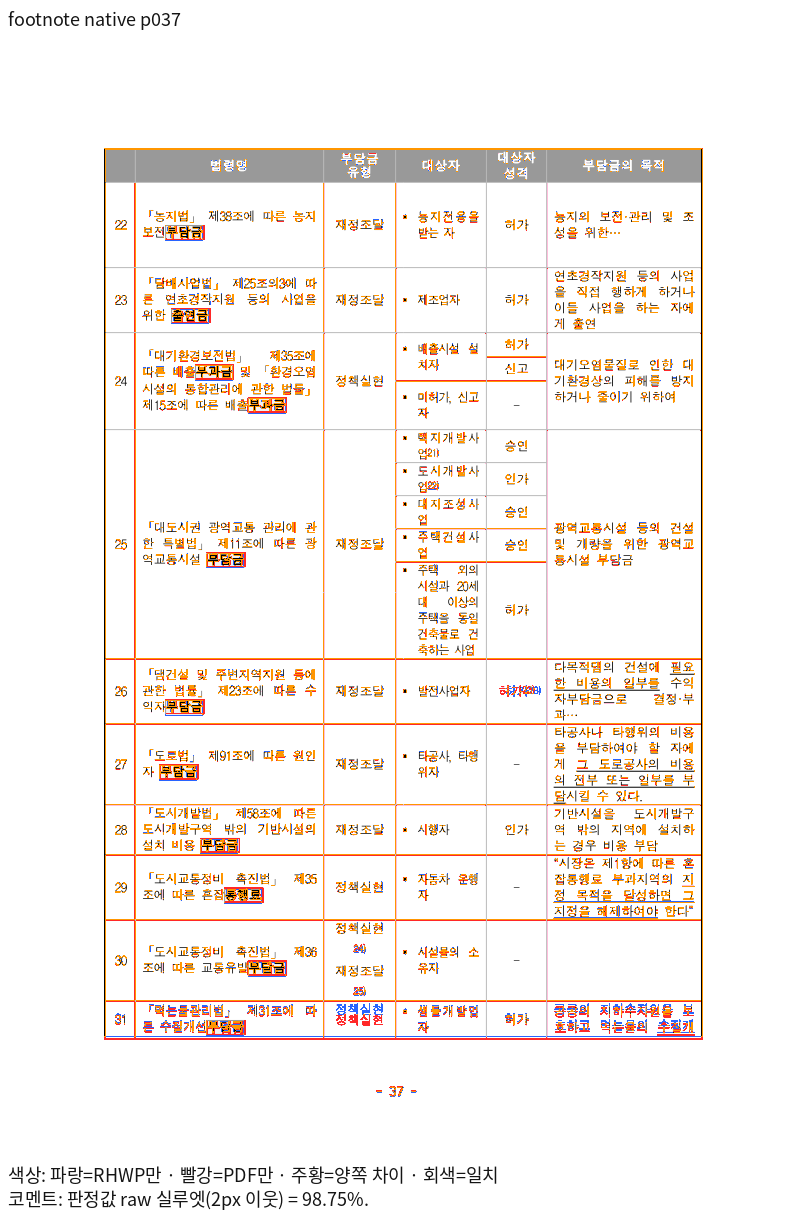 footnote native p037
법령명
부담금 유형
대상자
대상자 성격
부담금의 목적
22
「농지법」 제38조에 따른 농지
보전부담금
재정조달
* 농지전용을
받는 자
허가
농지의 보전·관리 및 조
성을 위한…
23
「담배사업법」 제25조의3에 따
른 연초경작지원 등의 사업을
위한 출연금
재정조달
* 제조업자
허가
연초경작지원 등의 사업
을 직접 행하게 하거나
이들 사업을 하는 자에
게 출연
24
「대기환경보전법」 제35조에
따른 배출부과금 및 「환경오염
시설의 통합관리에 관한 법률」
제15조에 따른 배출부과금
정책실현
* 배출시설 설
치자
허가
신고
* 미허가, 신고
자
-
대기오염물질로 인한 대
기환경상의 피해를 방지
하거나 줄이기 위하여
25
「대도시권 광역교통 관리에 관
한 특별법」 제11조에 따른 광
역교통시설 부담금
재정조달
* 택지개발사
업21)
승인
* 도시개발사
업
인가
* 대지조성사
업
승인
* 주택건설사
업
승인
* 주택 외의
시설과 20세
대 이상의
주택을 동일
건축물로 건
축하는 사업
허가
광역교통시설 등의 건설
및 개량을 위한 광역교
통시설 부담금
26
「댐건설 및 주변지역지원 등에
관한 법률」 제23조에 따른 수
익자부담금
재정조달
* 발전사업자
다목적댐의 건설에 필요
한 비용의 일부를 수익
자부담금으로 결정·부
과…
27
「도로법」 제91조에 따른 원인
자 부담금
재정조달
* 타공사, 타행
위자
-
타공사나 타행위의 비용
을 부담하여야 할 자에
게 그 도로공사의 비용
의 전부 또는 일부를 부
담시킬 수 있다.
28
「도시개발법」 제58조에 따른
도시개발구역 밖의 기반시설의
설치 비용 부담금
재정조달
* 시행자
인가
기반시설을 도시개발구
역 밖의 지역에 설치하
는 경우 비용 부담
29
「도시교통정비 촉진법」 제35
조에 따른 혼잡통행료
정책실현
* 자동차 운행
자
-
"시장은 제1항에 따른 혼
잡통행료 부과지역의 지
정 목적을 달성하면 그
지정을 해제하여야 한다"
30
「도시교통정비 촉진법」 제36
조에 따른 교통유발부담금
정책실현
재정조달
* 시설물의 소
유자
-
31
「먹는물관리법」 제31조에 따
른 수질개선부담금
정책실현
정책실현
* 샘물개발업
자
허가
- 37 -
색상: 파랑=RHWP만 · 빨강=PDF만 · 주황=양쪽 차이 · 회색=일치
코멘트: 판정값 raw 실루엣(2px 이웃) = 98.75%.